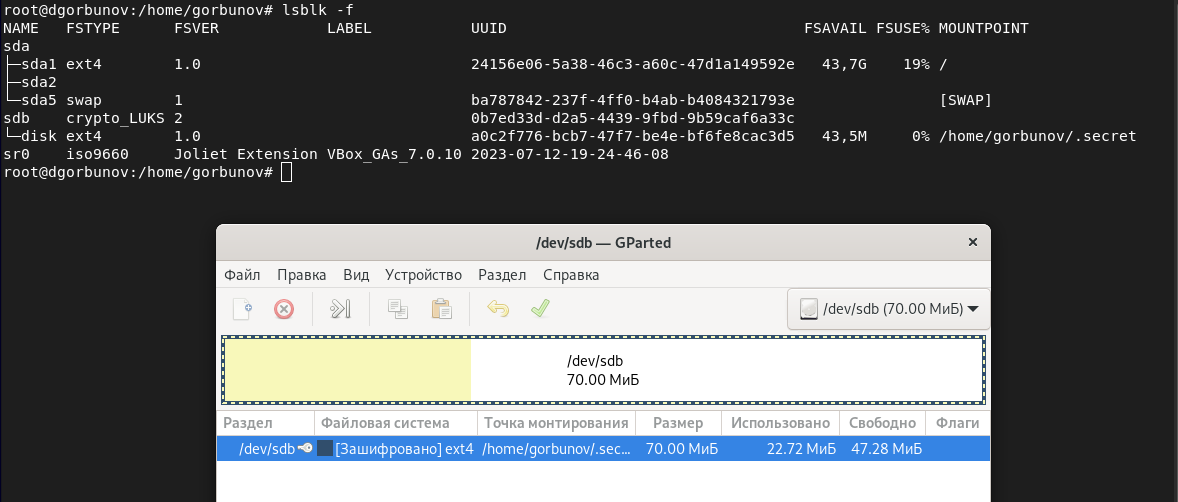 root@dgorbunov:/home/gorbunov# lsblk -f
NAME FSTYPE FSVER LABEL UUID FSAVAIL FSUSE% MOUNTPOINT
sda
├─sda1 ext4 1.0 24156e06-5a38-46c3-a60c-47d1a149592e 43,7G 19% /
├─sda2
└─sda5 swap 1 ba787842-237f-4ff0-b4ab-b4084321793e [SWAP]
sdb crypto_LUKS 2 0b7ed33d-d2a5-4439-9fbd-9b59caf6a33c
└─disk ext4 1.0 a0c2f776-bcb7-47f7-be4e-bf6fe8cac3d5 43,5M 0% /home/gorbunov/.secret
sr0 iso9660 Joliet Extension VBox_GAs_7.0.10 2023-07-12-19-24-46-08
root@dgorbunov:/home/gorbunov#
/dev/sdb — GParted
Файл Правка Вид Устройство Раздел Справка
/dev/sdb (70.00 МиБ)
/dev/sdb
70.00 МиБ
Раздел Файловая система Точка монтирования Размер Использовано Свободно Флаги
/dev/sdb [Зашифровано] ext4 /home/gorbunov/.sec... 70.00 МиБ 22.72 МиБ 47.28 МиБ